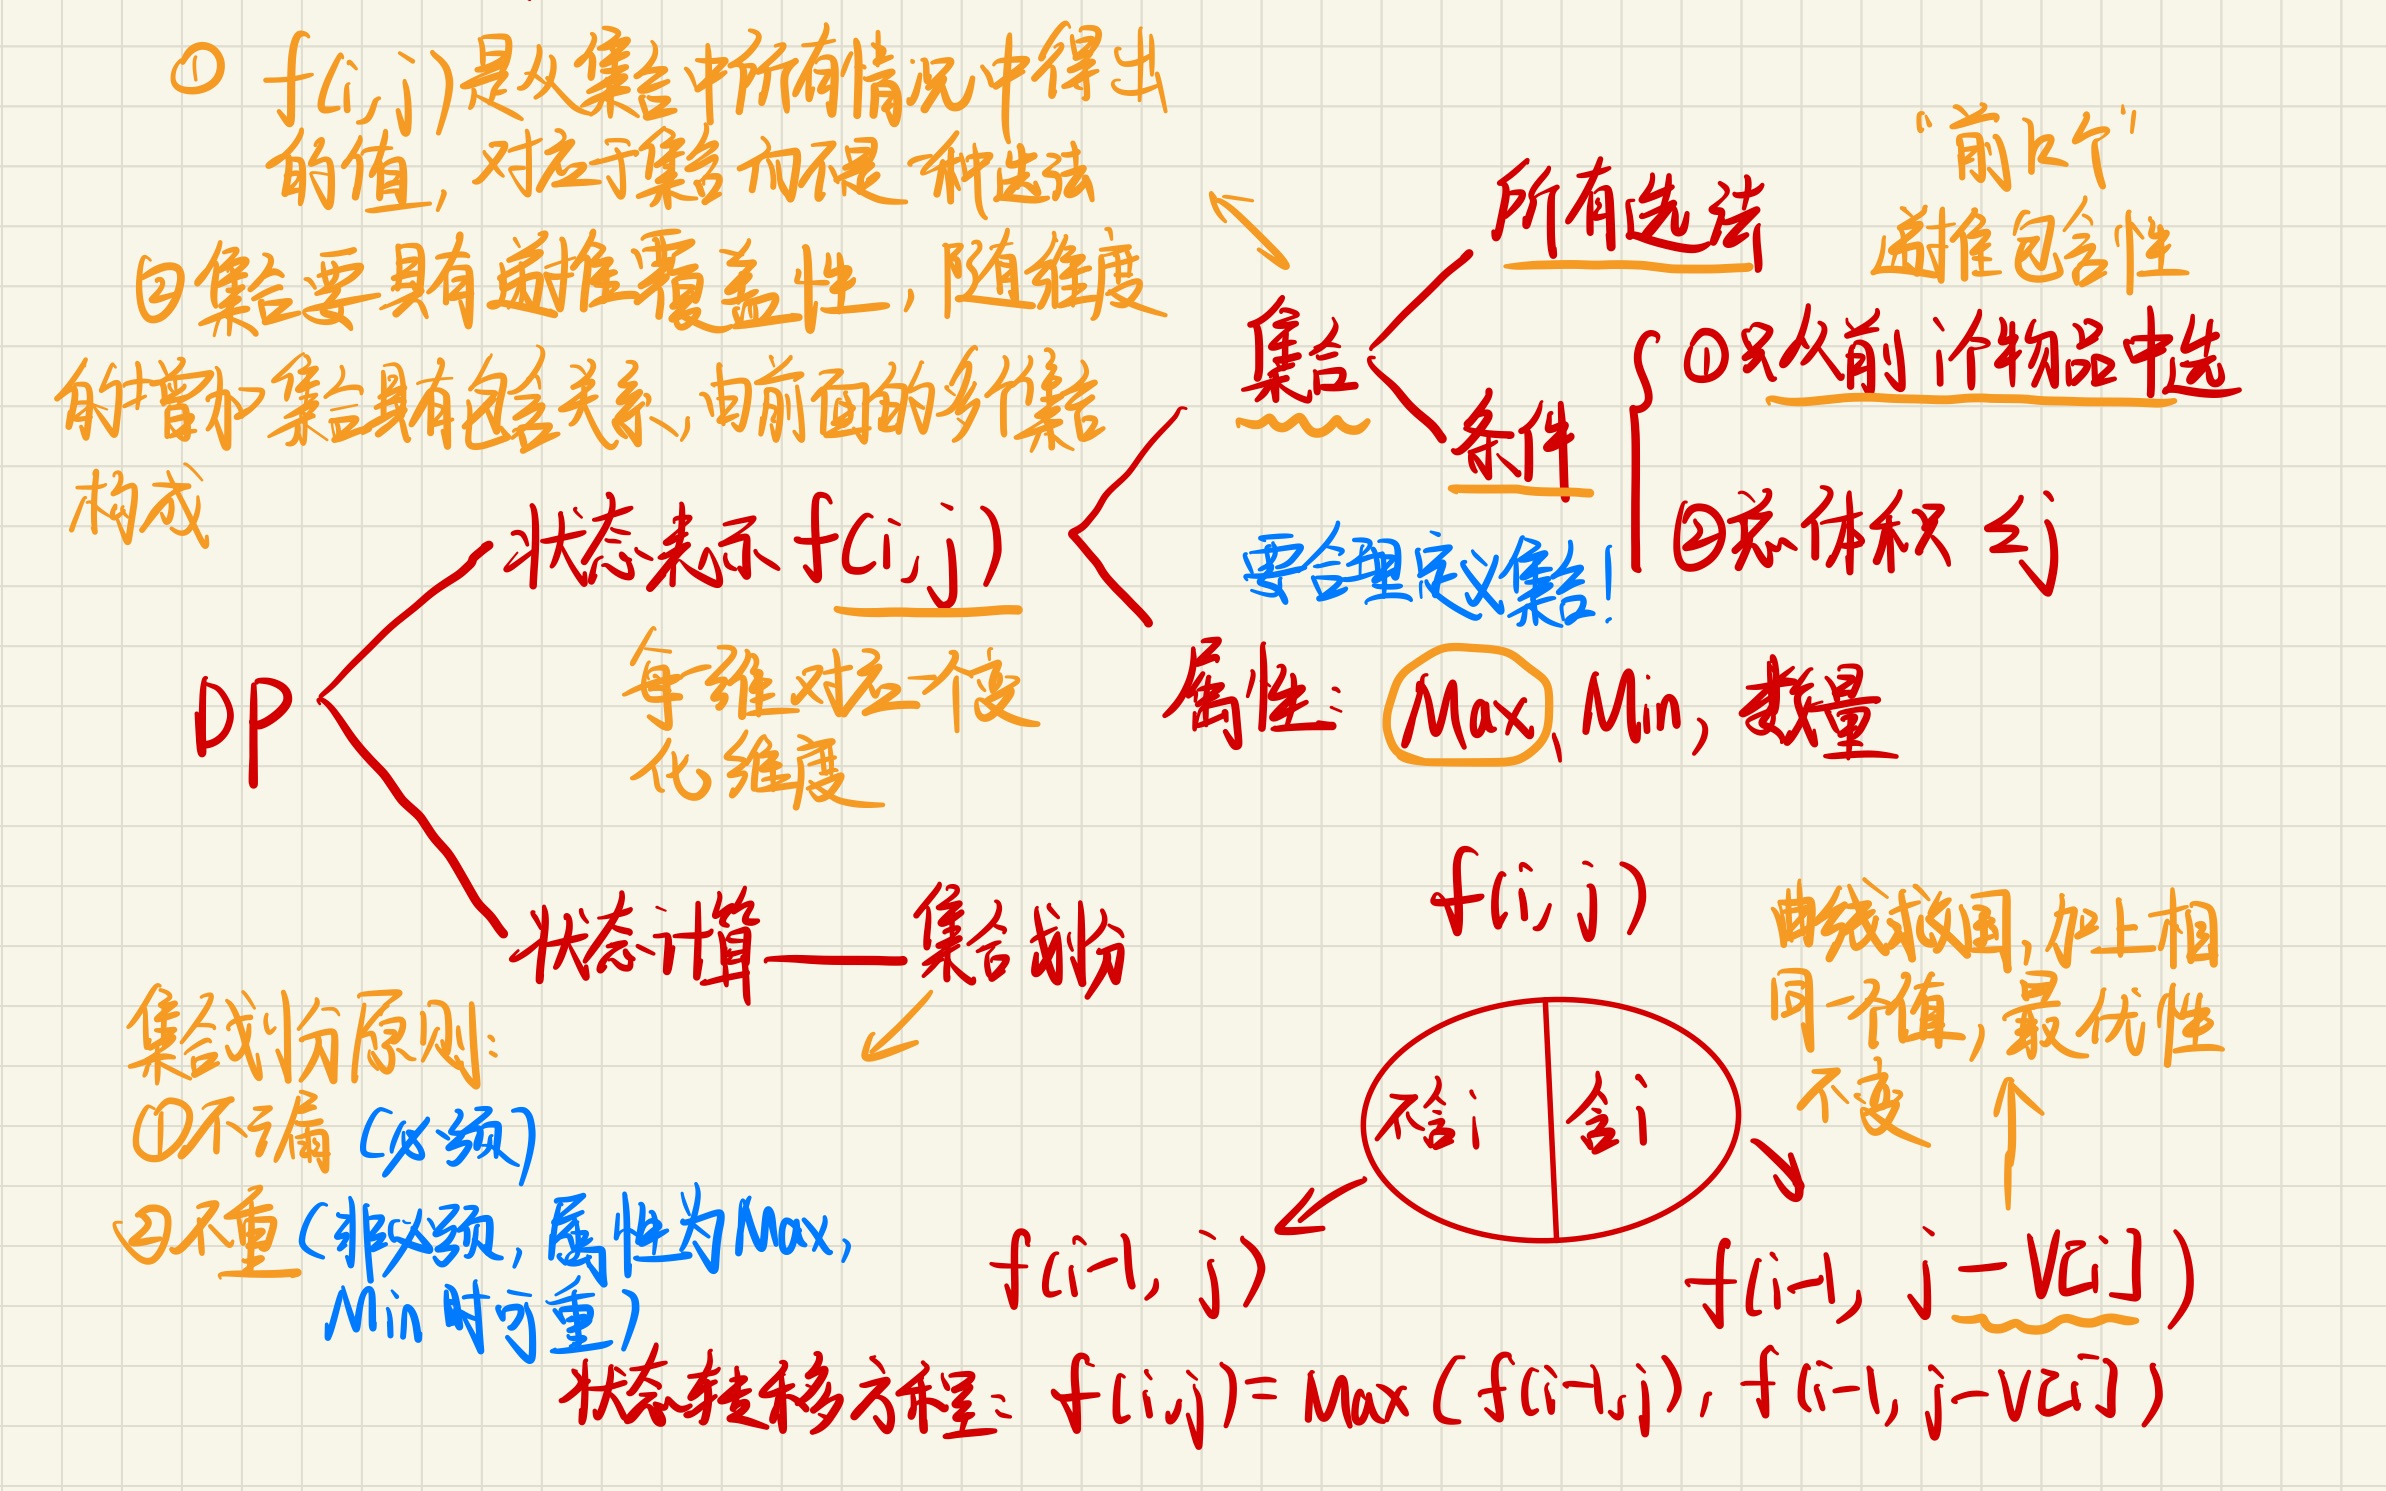 ① f(i, j)是从集合中所有情况中得出
的值, 对应于集合而不是一种选法
②集合要具有递推覆盖性, 随维度
的增加 集合具有包含关系, 由前面的多个集合
构成
"前k个"
递推包含性
所有选法
集合
条件
①只从前i个物品中选
②总体积 ≤ j
要合理定义集合!
状态表示 f(i, j)
每一维对应一个变
化维度
属性: Max, Min, 数量
DP
状态计算 — 集合划分
集合划分原则:
①不漏 (必须)
②不重 (非必须, 属性为Max,
Min时可重)
f(i, j)
不含i
含i
曲线救国, 加上相
同一个值, 最优性
不变
f(i-1, j)
f(i-1, j-V[i])
状态转移方程: f(i,j) = Max (f(i-1,j), f(i-1, j-V[i])